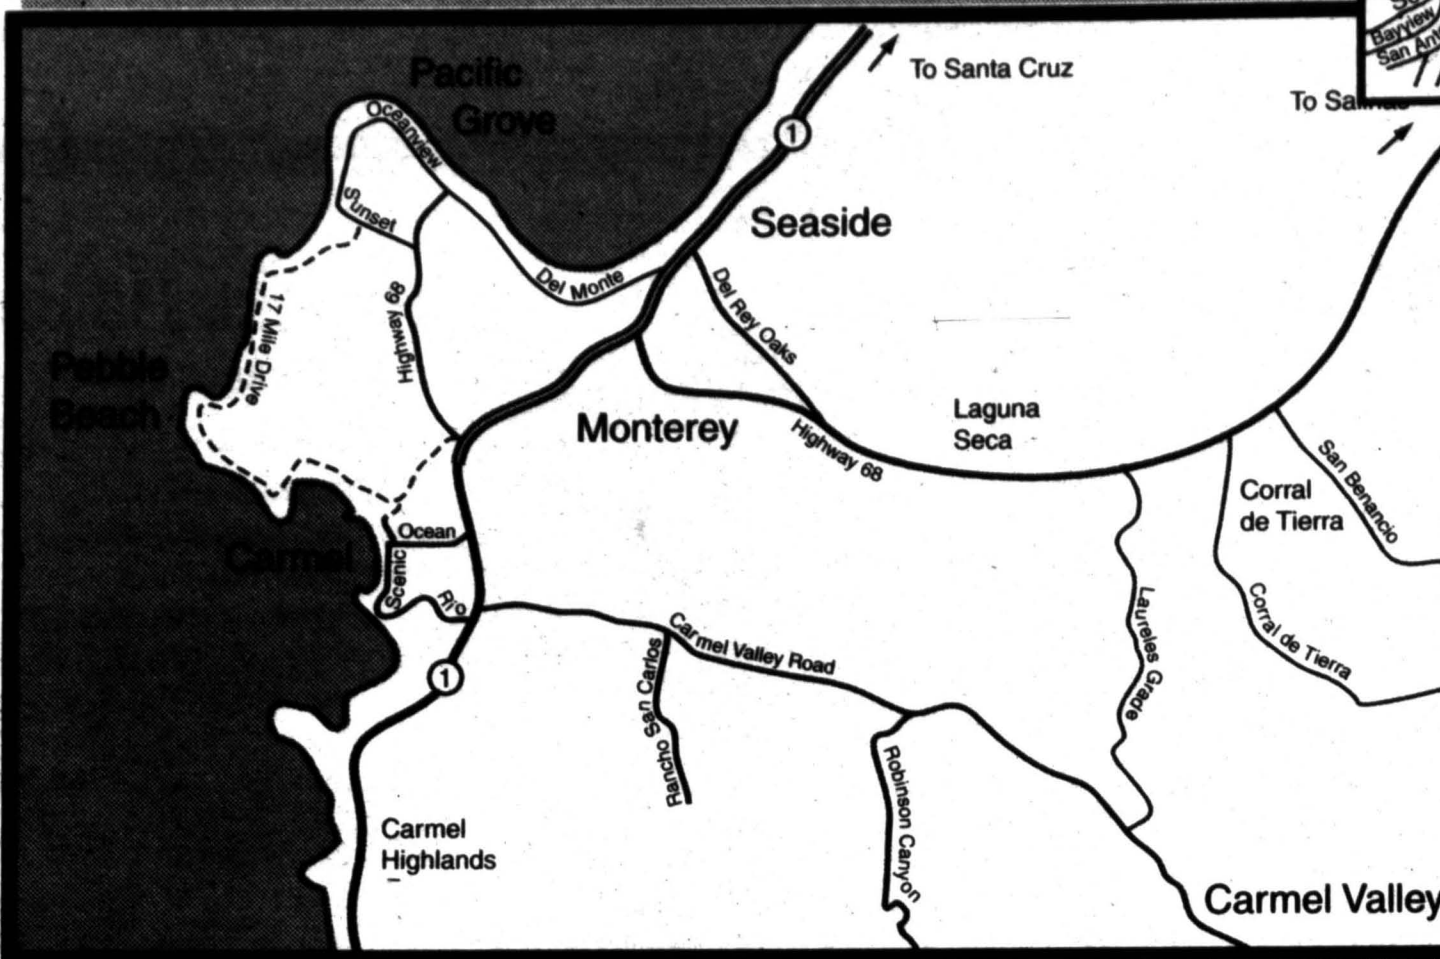 Bayview
San Ant
Pacific
Grove
To Santa Cruz
To Salinas
1
Oceanview
Sunset
Seaside
Del Monte
Del Rey Oaks
17 Mile Drive
Highway 68
Pebble
Beach
Monterey
Highway 68
Laguna
Seca
San Benancio
Corral
de Tierra
Carmel
Ocean
Scenic
Rio
Corral de Tierra
Laureles Grade
Carmel Valley Road
Rancho San Carlos
1
Robinson Canyon
Carmel
Highlands
Carmel Valley